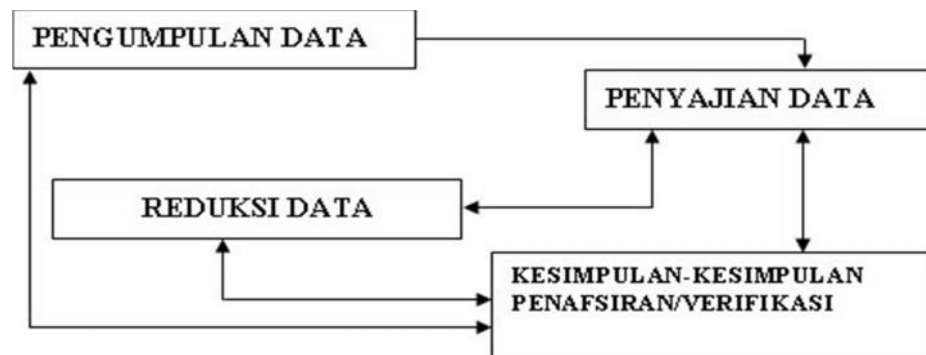 PENGUMPULAN DATA
PENYAJIAN DATA
REDUKSI DATA
KESIMPULAN-KESIMPULAN
PENAFSIRAN/VERIFIKASI